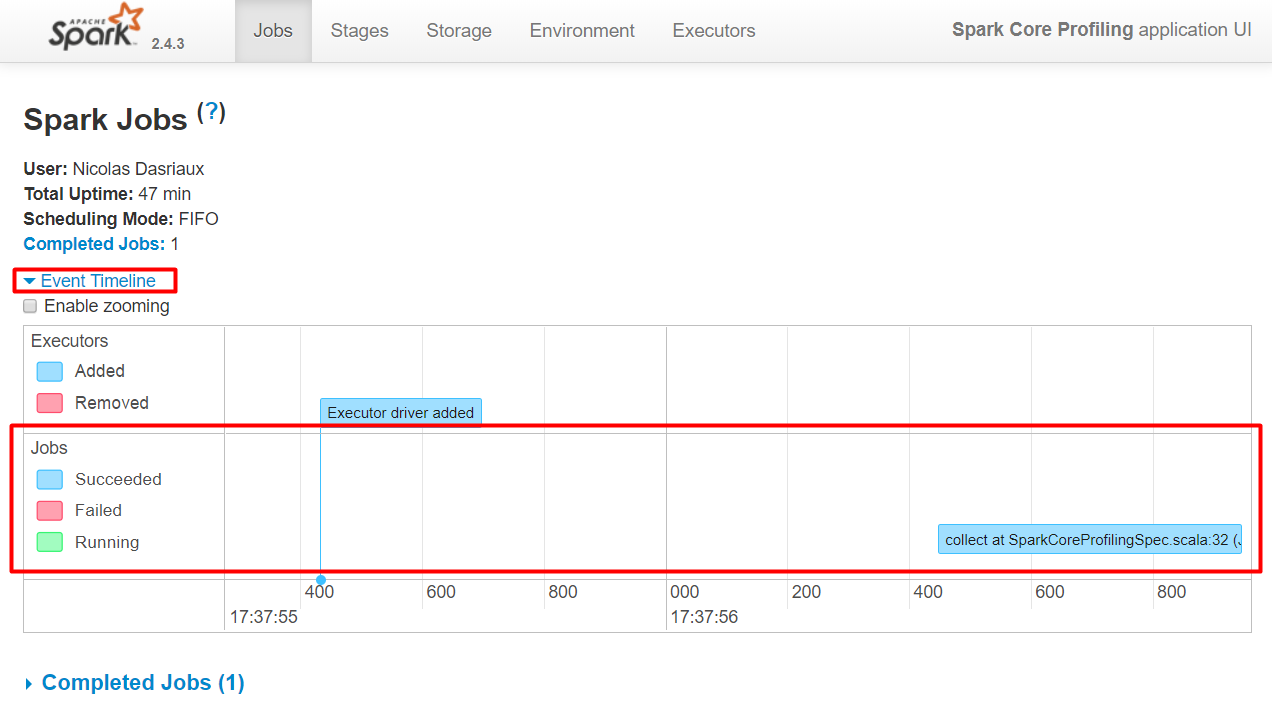 APACHE
Spark 2.4.3 Jobs Stages Storage Environment Executors Spark Core Profiling application UI
Spark Jobs (?)
User: Nicolas Dasriaux
Total Uptime: 47 min
Scheduling Mode: FIFO
Completed Jobs: 1
Event Timeline
Enable zooming
Executors
Added
Removed
Executor driver added
Jobs
Succeeded
Failed
Running
collect at SparkCoreProfilingSpec.scala:32 (
400 600 800 000 200 400 600 800
17:37:55 17:37:56
Completed Jobs (1)